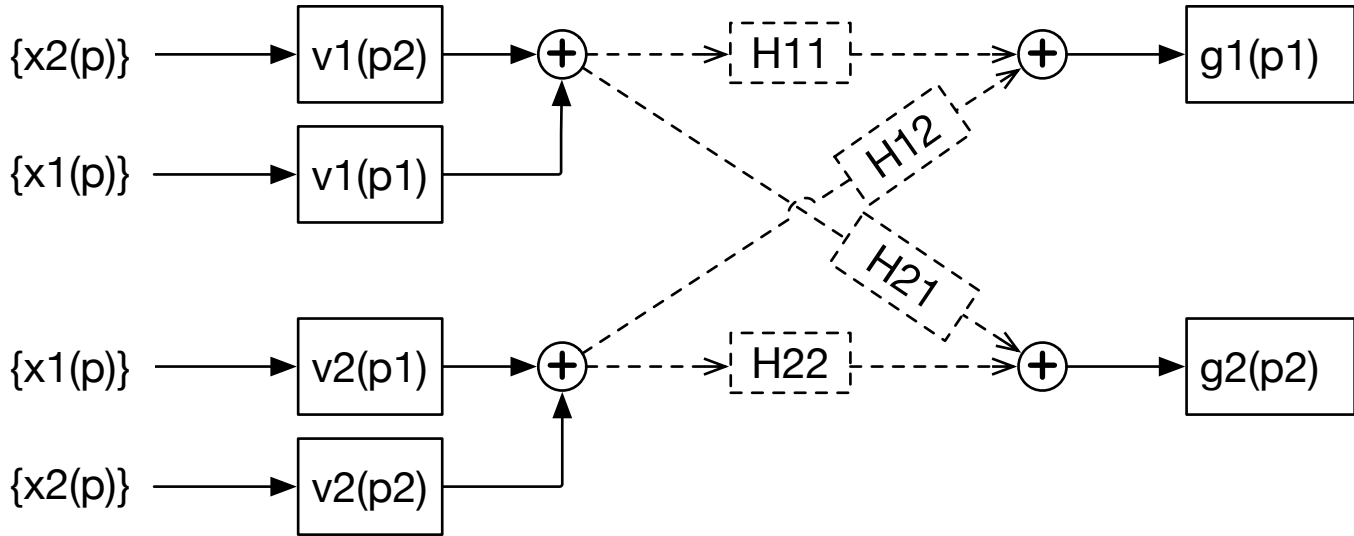 {x2(p)} v1(p2) + H11 + g1(p1)
H12
{x1(p)} v1(p1)
H21
{x1(p)} v2(p1) + H22 + g2(p2)
{x2(p)} v2(p2)